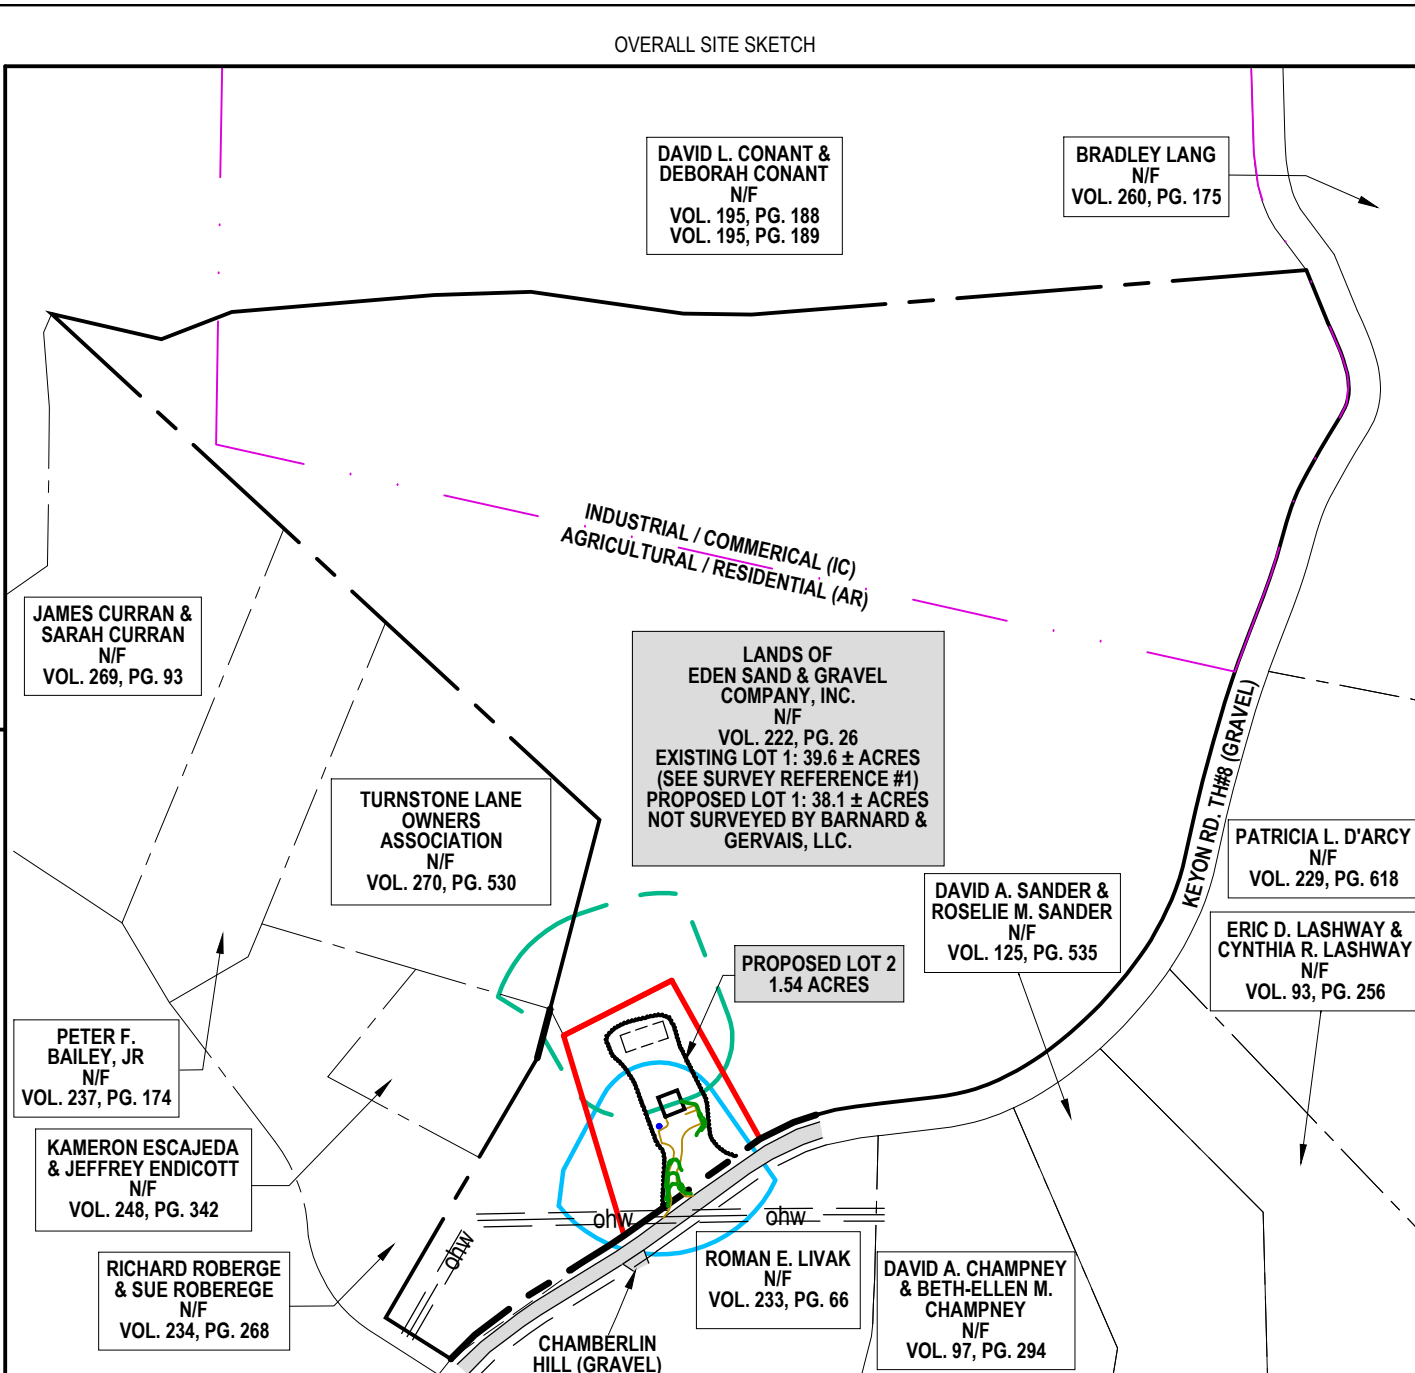 OVERALL SITE SKETCH
DAVID L. CONANT &
DEBORAH CONANT
N/F
VOL. 195, PG. 188
VOL. 195, PG. 189
BRADLEY LANG
N/F
VOL. 260, PG. 175
INDUSTRIAL / COMMERICAL (IC)
AGRICULTURAL / RESIDENTIAL (AR)
JAMES CURRAN &
SARAH CURRAN
N/F
VOL. 269, PG. 93
LANDS OF
EDEN SAND & GRAVEL
COMPANY, INC.
N/F
VOL. 222, PG. 26
EXISTING LOT 1: 39.6 ± ACRES
(SEE SURVEY REFERENCE #1)
PROPOSED LOT 1: 38.1 ± ACRES
NOT SURVEYED BY BARNARD &
GERVAIS, LLC.
KEYON RD. TH#8 (GRAVEL)
TURNSTONE LANE
OWNERS
ASSOCIATION
N/F
VOL. 270, PG. 530
PATRICIA L. D'ARCY
N/F
VOL. 229, PG. 618
DAVID A. SANDER &
ROSELIE M. SANDER
N/F
VOL. 125, PG. 535
ERIC D. LASHWAY &
CYNTHIA R. LASHWAY
N/F
VOL. 93, PG. 256
PROPOSED LOT 2
1.54 ACRES
PETER F.
BAILEY, JR
N/F
VOL. 237, PG. 174
KAMERON ESCAJEDA
& JEFFREY ENDICOTT
N/F
VOL. 248, PG. 342
ohw
ohw
ohw
RICHARD ROBERGE
& SUE ROBEREGE
N/F
VOL. 234, PG. 268
ROMAN E. LIVAK
N/F
VOL. 233, PG. 66
DAVID A. CHAMPNEY
& BETH-ELLEN M.
CHAMPNEY
N/F
VOL. 97, PG. 294
CHAMBERLIN
HILL (GRAVEL)